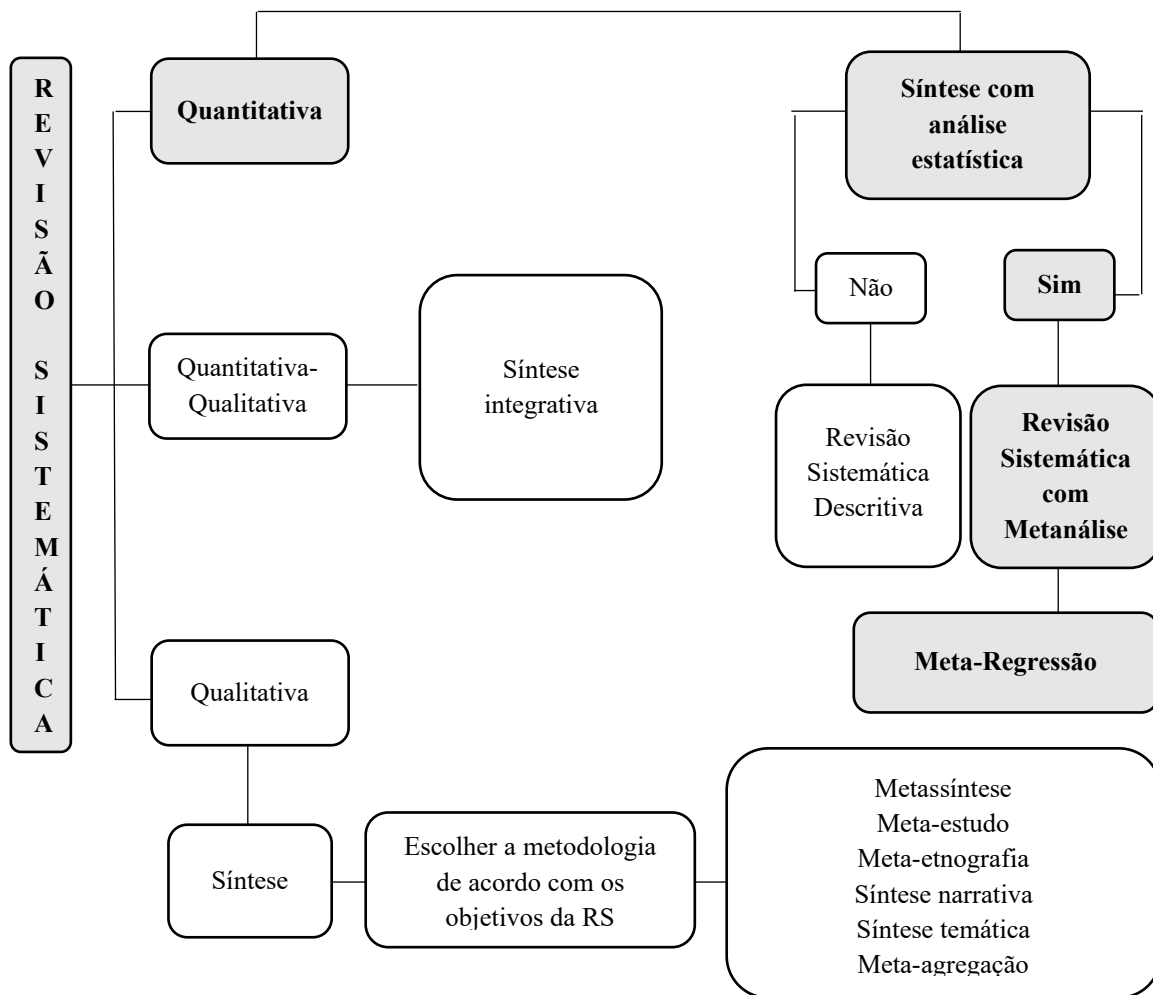 REVISÃO SISTEMÁTICA
Quantitativa
Síntese com
análise
estatística
Não
Sim
Quantitativa-
Qualitativa
Síntese
integrativa
Revisão
Sistemática
Descritiva
Revisão
Sistemática
com
Metanálise
Meta-Regressão
Qualitativa
Síntese
Escolher a metodologia
de acordo com os
objetivos da RS
Metassíntese
Meta-estudo
Meta-etnografia
Síntese narrativa
Síntese temática
Meta-agregação